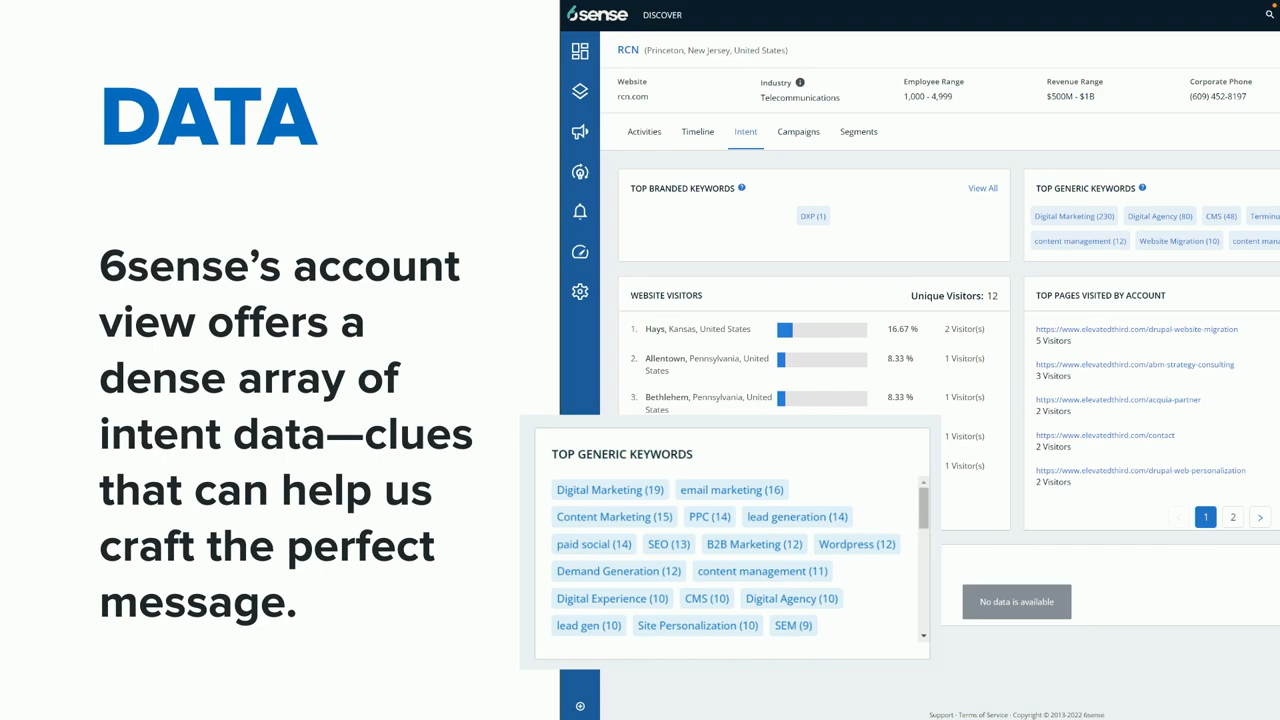 DATA
6sense’s account
view offers a
dense array of
intent data—clues
that can help us
craft the perfect
message.
6sense DISCOVER
RCN (Princeton, New Jersey, United States)
Website Industry Employee Range Revenue Range Corporate Phone
rcn.com Telecommunications 1,000 - 4,999 $500M - $1B (609) 452-8197
Activities Timeline Intent Campaigns Segments
TOP BRANDED KEYWORDS View All
DXP (1)
TOP GENERIC KEYWORDS
Digital Marketing (230) Digital Agency (80) CMS (48) Terminu
content management (12) Website Migration (10) content mana
WEBSITE VISITORS Unique Visitors: 12
1. Hays, Kansas, United States 16.67 % 2 Visitor(s)
2. Allentown, Pennsylvania, United 8.33 % 1 Visitor(s)
States
3. Bethlehem, Pennsylvania, United 8.33 % 1 Visitor(s)
States
1 Visitor(s)
1 Visitor(s)
TOP PAGES VISITED BY ACCOUNT
https://www.elevatedthird.com/drupal-website-migration
5 Visitors
https://www.elevatedthird.com/abm-strategy-consulting
3 Visitors
https://www.elevatedthird.com/acquia-partner
2 Visitors
https://www.elevatedthird.com/contact
2 Visitors
https://www.elevatedthird.com/drupal-web-personalization
2 Visitors
1 2
TOP GENERIC KEYWORDS
Digital Marketing (19) email marketing (16)
Content Marketing (15) PPC (14) lead generation (14)
paid social (14) SEO (13) B2B Marketing (12) Wordpress (12)
Demand Generation (12) content management (11)
Digital Experience (10) CMS (10) Digital Agency (10)
lead gen (10) Site Personalization (10) SEM (9)
No data is available
Support - Terms of Service - Copyright © 2013-2022 6sense